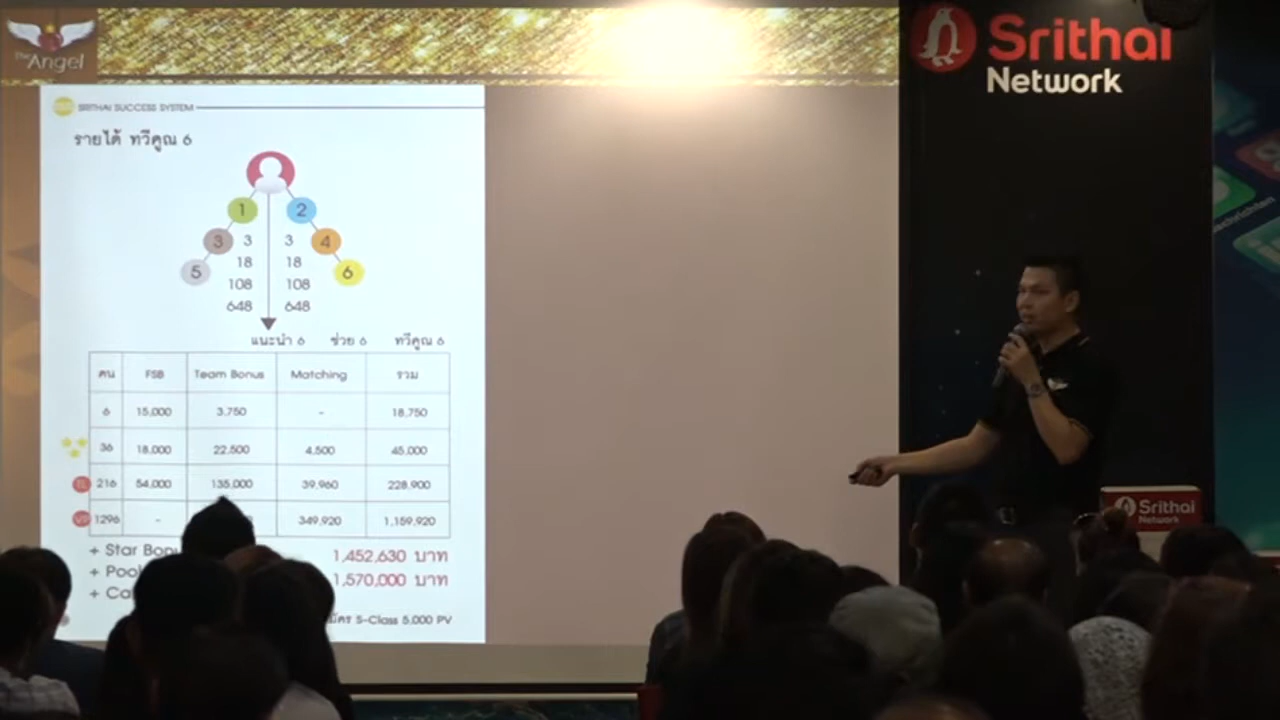 The Angel
Srithai
Network
SRITHAI SUCCESS SYSTEM
รายได้ ทวีคูณ 6
1 2
3 3 3 4
5 18 18 6
108 108
648 648
แนะนำ 6 ช่วย 6 ทวีคูณ 6
คน FSB Team Bonus Matching รวม
6 15,000 3,750 - 18,750
36 18,000 22,500 4,500 45,000
TL 216 54,000 135,000 39,960 228,900
VP 1296 - 349,920 1,159,920
+ Star Bonu
+ Pool 1,452,630 บาท
+ Ca 1,570,000 บาท
S-Class 5,000 PV
Srithai
Network